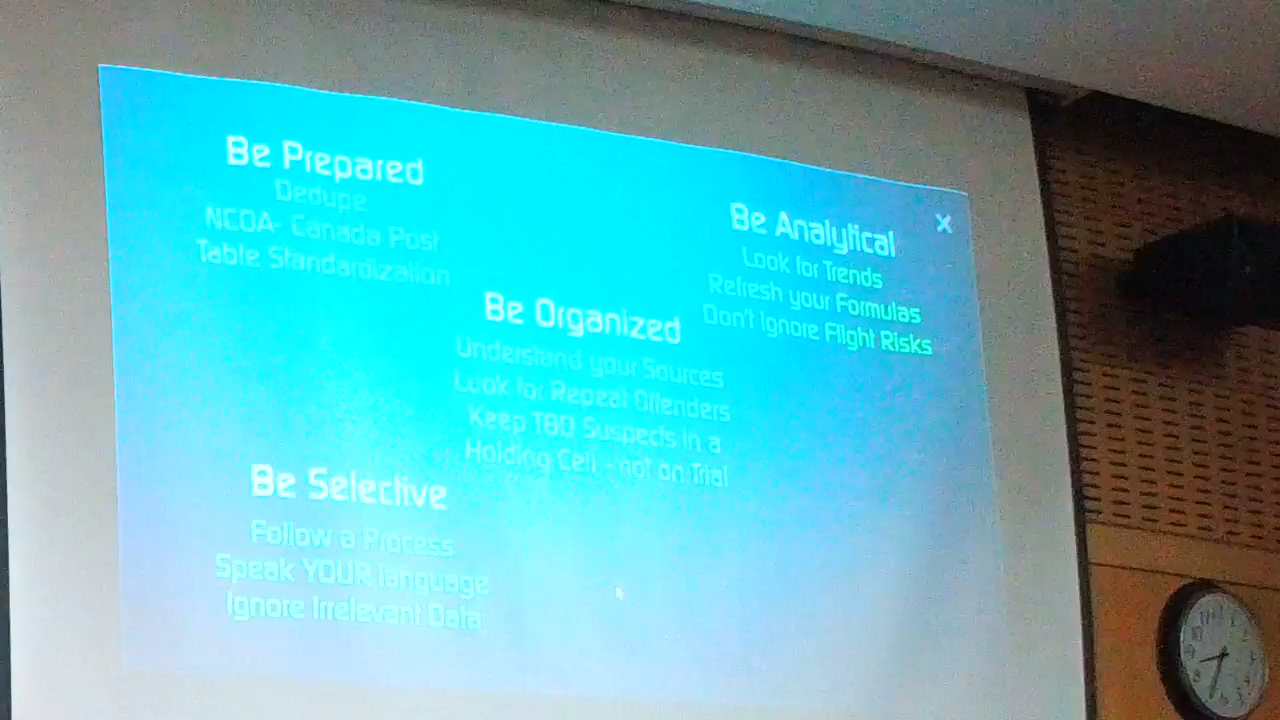 Be Prepared
Dedupe
NCOA- Canada Post
Table Standardization
Be Analytical
Look for Trends
Refresh your Formulas
Don't Ignore Flight Risks
Be Organized
Understand your Sources
Look for Repeat Offenders
Keep TBD Suspects in a
Holding Cell - not on Trial
Be Selective
Follow a Process
Speak YOUR language
Ignore Irrelevant Data